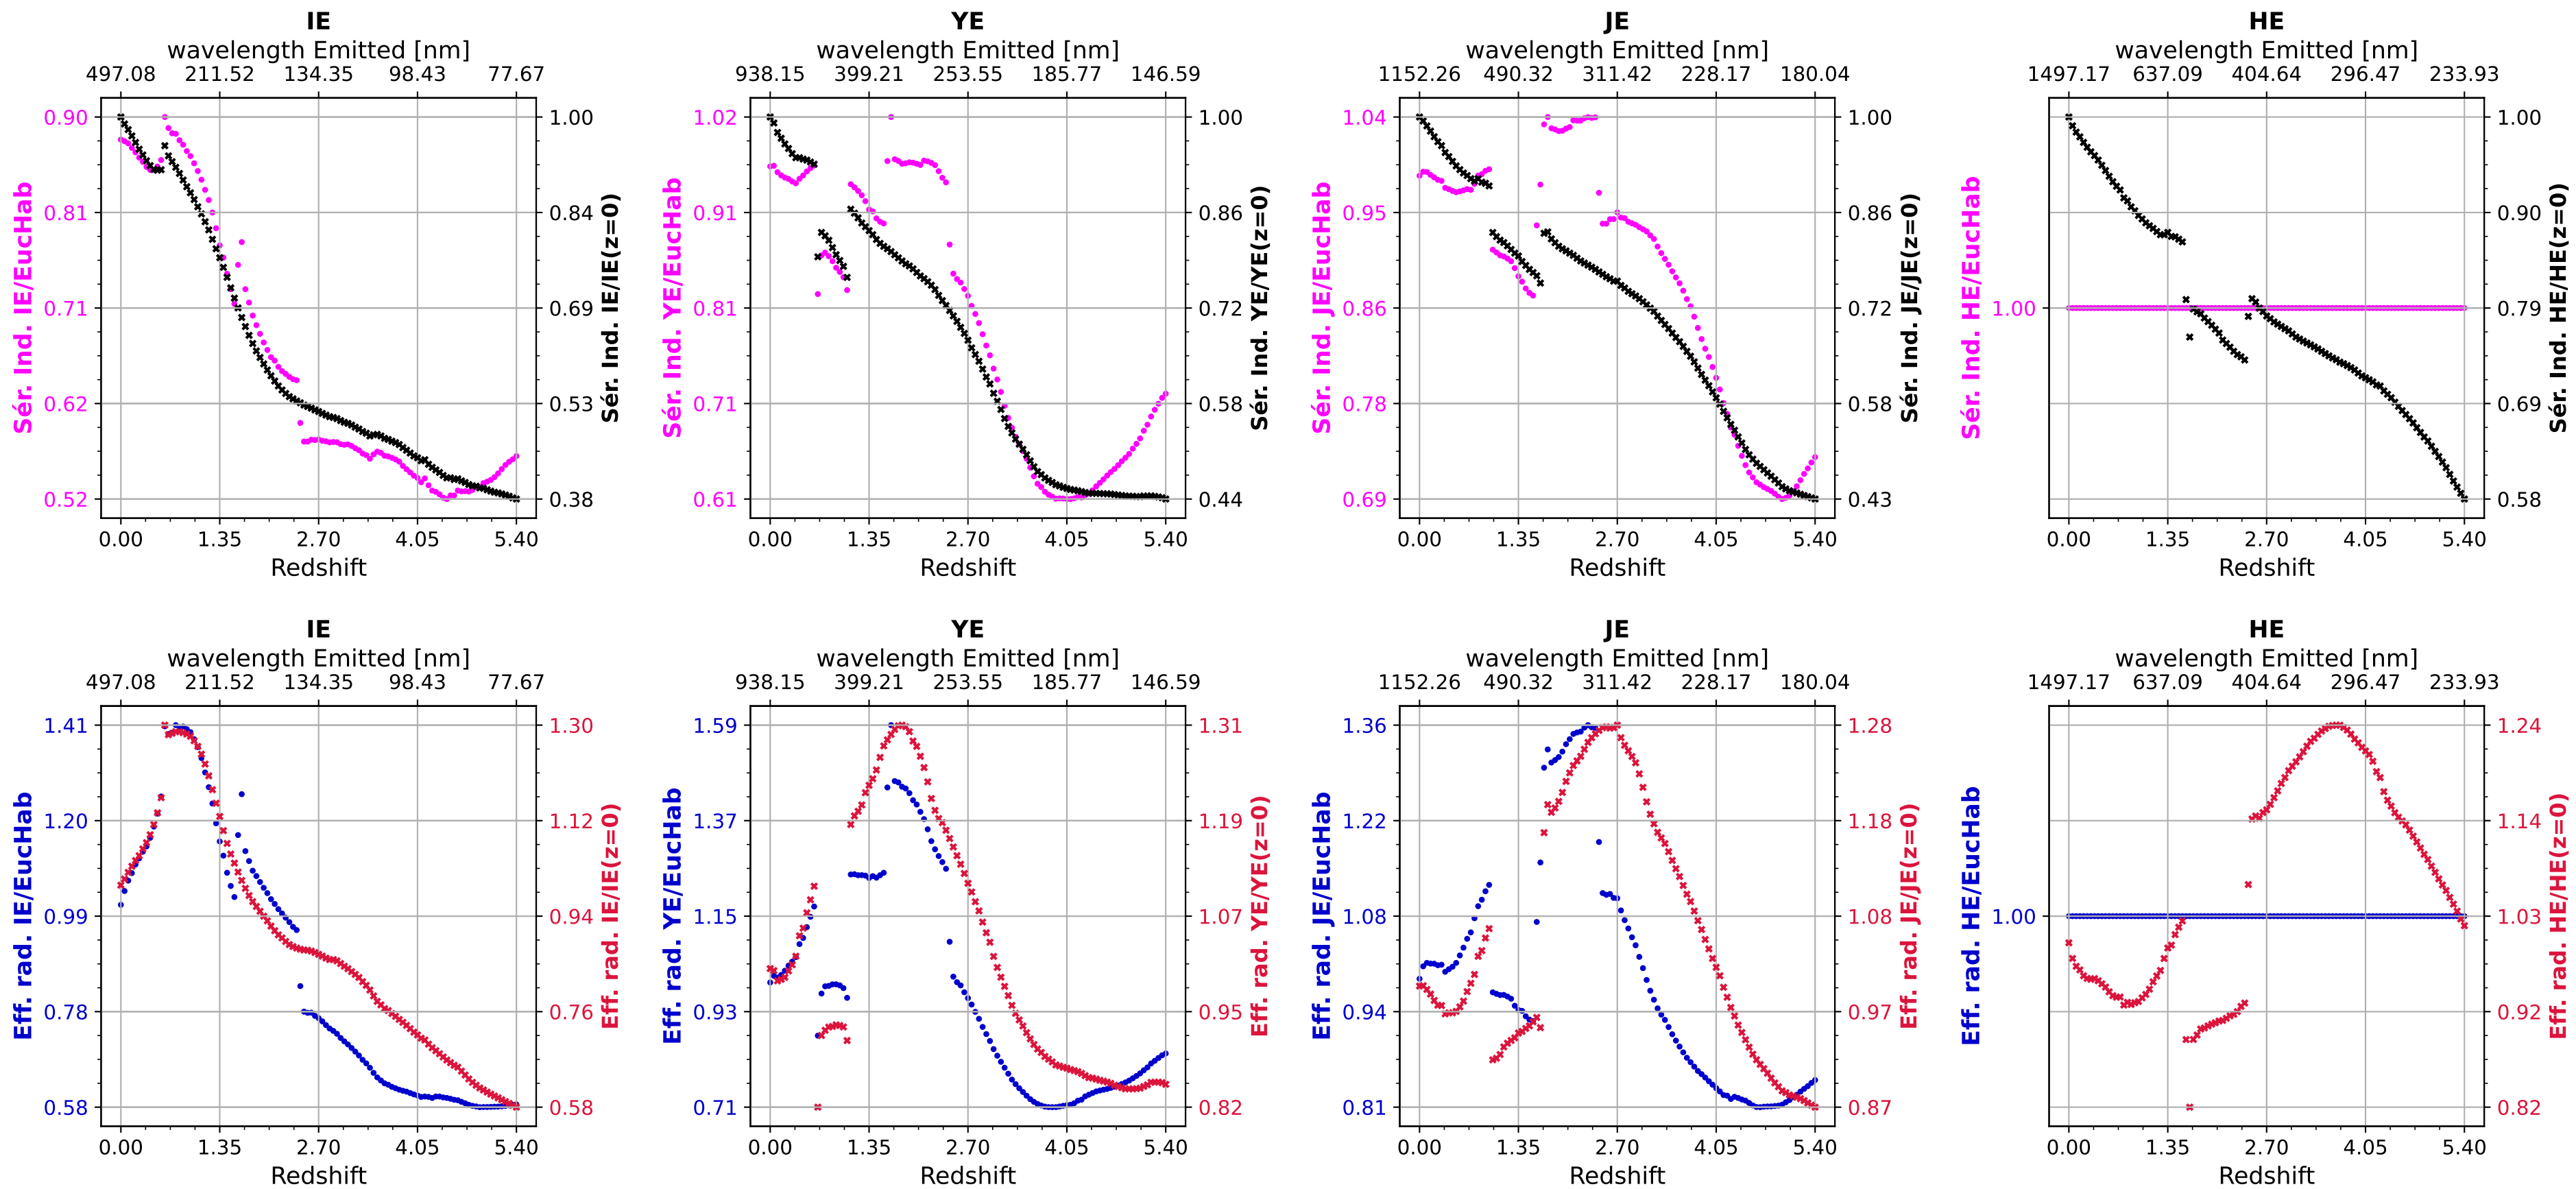 IE
wavelength Emitted [nm]
497.08 211.52 134.35 98.43 77.67
Sér. Ind. IE/EucHab
0.90
0.81
0.71
0.62
0.52
1.00
0.84
0.69
0.53
0.38
Sér. Ind. IE/IE(z=0)
0.00 1.35 2.70 4.05 5.40
Redshift
YE
wavelength Emitted [nm]
938.15 399.21 253.55 185.77 146.59
Sér. Ind. YE/EucHab
1.02
0.91
0.81
0.71
0.61
1.00
0.86
0.72
0.58
0.44
Sér. Ind. YE/YE(z=0)
0.00 1.35 2.70 4.05 5.40
Redshift
JE
wavelength Emitted [nm]
1152.26 490.32 311.42 228.17 180.04
Sér. Ind. JE/EucHab
1.04
0.95
0.86
0.78
0.69
1.00
0.86
0.72
0.58
0.43
Sér. Ind. JE/JE(z=0)
0.00 1.35 2.70 4.05 5.40
Redshift
HE
wavelength Emitted [nm]
1497.17 637.09 404.64 296.47 233.93
Sér. Ind. HE/EucHab
1.00
1.00
0.90
0.79
0.69
0.58
Sér. Ind. HE/HE(z=0)
0.00 1.35 2.70 4.05 5.40
Redshift
IE
wavelength Emitted [nm]
497.08 211.52 134.35 98.43 77.67
Eff. rad. IE/EucHab
1.41
1.20
0.99
0.78
0.58
1.30
1.12
0.94
0.76
0.58
Eff. rad. IE/IE(z=0)
0.00 1.35 2.70 4.05 5.40
Redshift
YE
wavelength Emitted [nm]
938.15 399.21 253.55 185.77 146.59
Eff. rad. YE/EucHab
1.59
1.37
1.15
0.93
0.71
1.31
1.19
1.07
0.95
0.82
Eff. rad. YE/YE(z=0)
0.00 1.35 2.70 4.05 5.40
Redshift
JE
wavelength Emitted [nm]
1152.26 490.32 311.42 228.17 180.04
Eff. rad. JE/EucHab
1.36
1.22
1.08
0.94
0.81
1.28
1.18
1.08
0.97
0.87
Eff. rad. JE/JE(z=0)
0.00 1.35 2.70 4.05 5.40
Redshift
HE
wavelength Emitted [nm]
1497.17 637.09 404.64 296.47 233.93
Eff. rad. HE/EucHab
1.00
1.24
1.14
1.03
0.92
0.82
Eff. rad. HE/HE(z=0)
0.00 1.35 2.70 4.05 5.40
Redshift